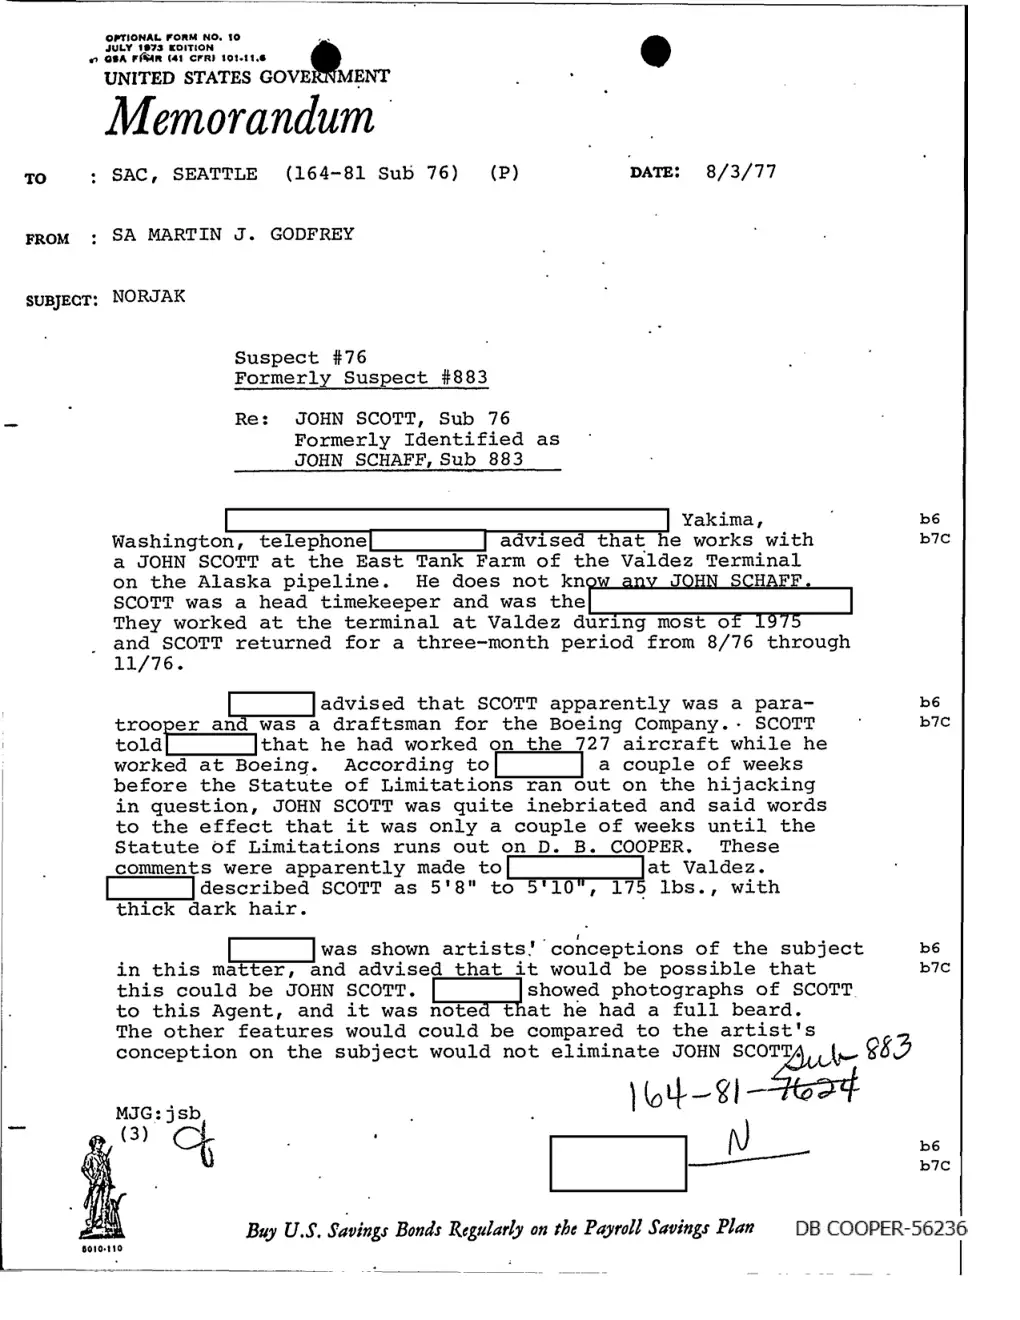 OPTIONAL FORM NO. 10
JULY 1973 EDITION
GSA FPMR (41 CFR) 101-11.6
UNITED STATES GOVERNMENT
Memorandum
TO : SAC, SEATTLE (164-81 Sub 76) (P) DATE: 8/3/77
FROM : SA MARTIN J. GODFREY
SUBJECT: NORJAK
Suspect #76
Formerly Suspect #883
Re: JOHN SCOTT, Sub 76
Formerly Identified as
JOHN SCHAFF, Sub 883
Yakima, b6
Washington, telephone advised that he works with b7C
a JOHN SCOTT at the East Tank Farm of the Valdez Terminal
on the Alaska pipeline. He does not know any JOHN SCHAFF.
SCOTT was a head timekeeper and was the
They worked at the terminal at Valdez during most of 1975
and SCOTT returned for a three-month period from 8/76 through
11/76.
advised that SCOTT apparently was a para- b6
trooper and was a draftsman for the Boeing Company. SCOTT b7C
told that he had worked on the 727 aircraft while he
worked at Boeing. According to a couple of weeks
before the Statute of Limitations ran out on the hijacking
in question, JOHN SCOTT was quite inebriated and said words
to the effect that it was only a couple of weeks until the
Statute of Limitations runs out on D. B. COOPER. These
comments were apparently made to at Valdez.
described SCOTT as 5'8" to 5'10", 175 lbs., with
thick dark hair.
was shown artists' conceptions of the subject b6
in this matter, and advised that it would be possible that b7C
this could be JOHN SCOTT. showed photographs of SCOTT
to this Agent, and it was noted that he had a full beard.
The other features would could be compared to the artist's
conception on the subject would not eliminate JOHN SCOTT.
Sub 883
164-81-7624
MJG:jsb
(3)
N
b6
b7C
5010-110
Buy U.S. Savings Bonds Regularly on the Payroll Savings Plan DB COOPER-56236